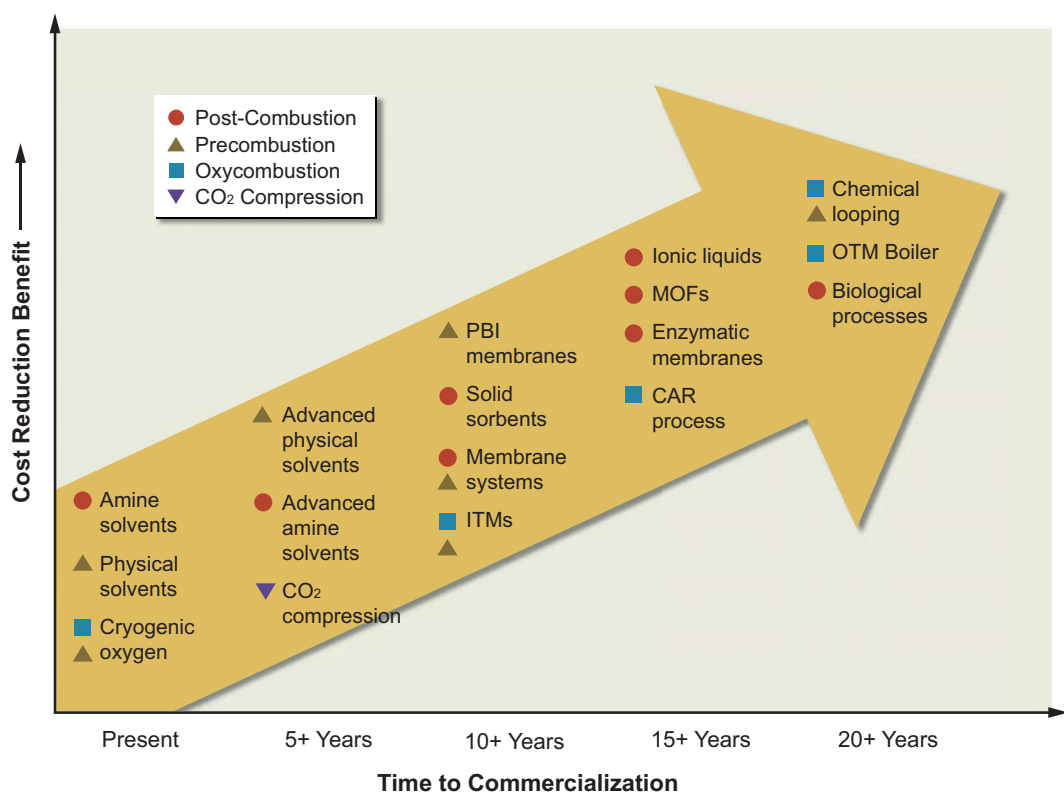 Post-Combustion
Precombustion
Oxycombustion
CO₂ Compression
Cost Reduction Benefit
Amine
solvents
Physical
solvents
Cryogenic
oxygen
Advanced
physical
solvents
Advanced
amine
solvents
CO₂
compression
PBI
membranes
Solid
sorbents
Membrane
systems
ITMs
Ionic liquids
MOFs
Enzymatic
membranes
CAR
process
Chemical
looping
OTM Boiler
Biological
processes
Present
5+ Years
10+ Years
15+ Years
20+ Years
Time to Commercialization